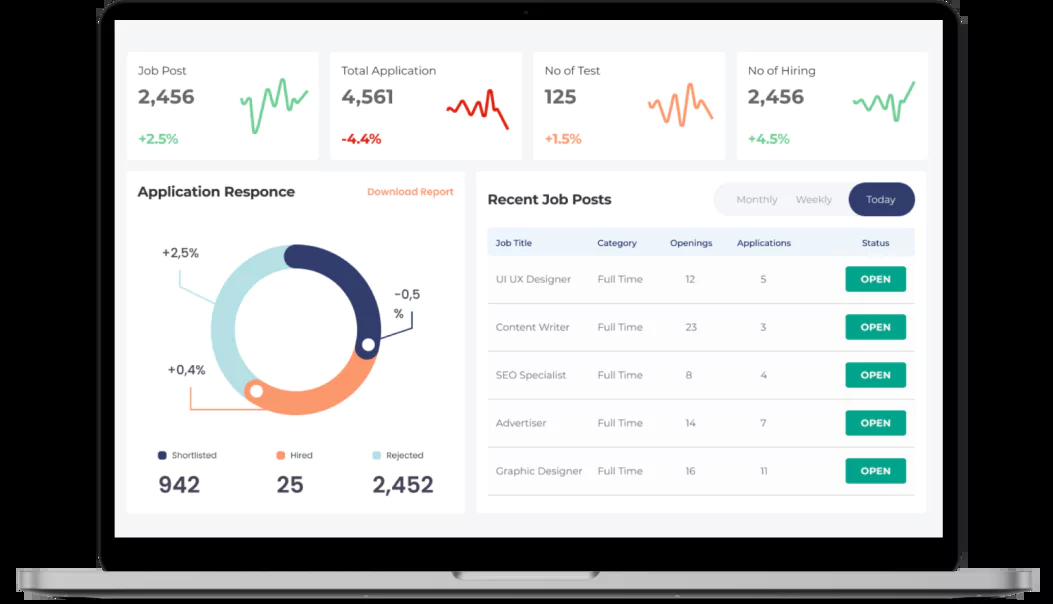 Job Post
2,456
+2.5%
Total Application
4,561
-4.4%
No of Test
125
+1.5%
No of Hiring
2,456
+4.5%
Application Responce
Download Report
+2,5%
-0,5
%
+0,4%
Shortlisted
942
Hired
25
Rejected
2,452
Recent Job Posts
Monthly
Weekly
Today
Job Title Category Openings Applications Status
UI UX Designer Full Time 12 5 OPEN
Content Writer Full Time 23 3 OPEN
SEO Specialist Full Time 8 4 OPEN
Advertiser Full Time 14 7 OPEN
Graphic Designer Full Time 16 11 OPEN